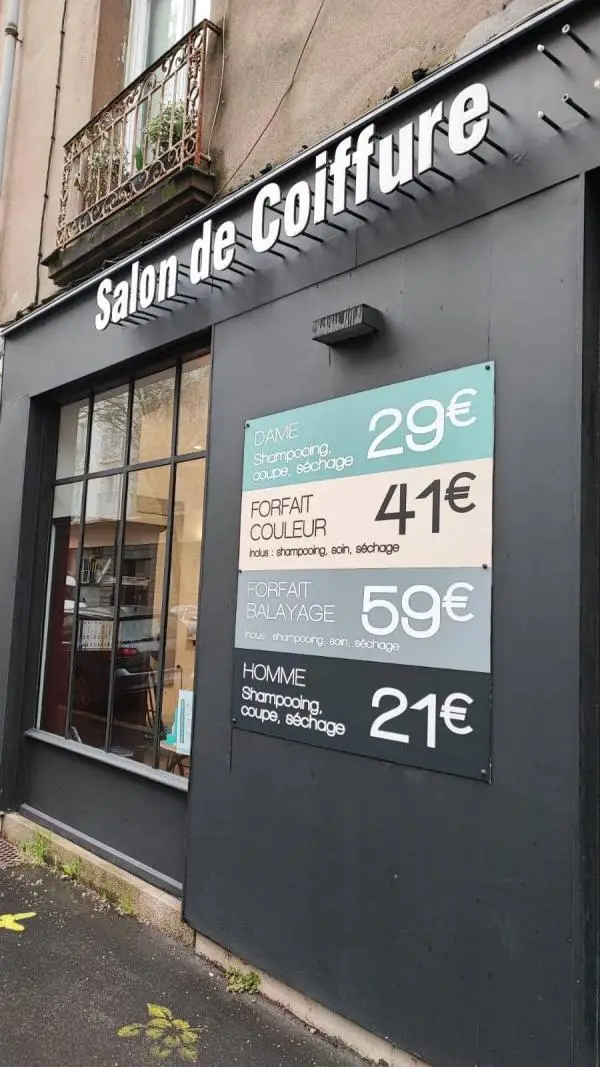 Salon de Coiffure
DAME
Shampooing,
coupe, séchage
29€
FORFAIT
COULEUR
41€
inclus : shampooing, soin, séchage
FORFAIT
BALAYAGE
59€
inclus : shampooing, soin, séchage
HOMME
Shampooing,
coupe, séchage
21€